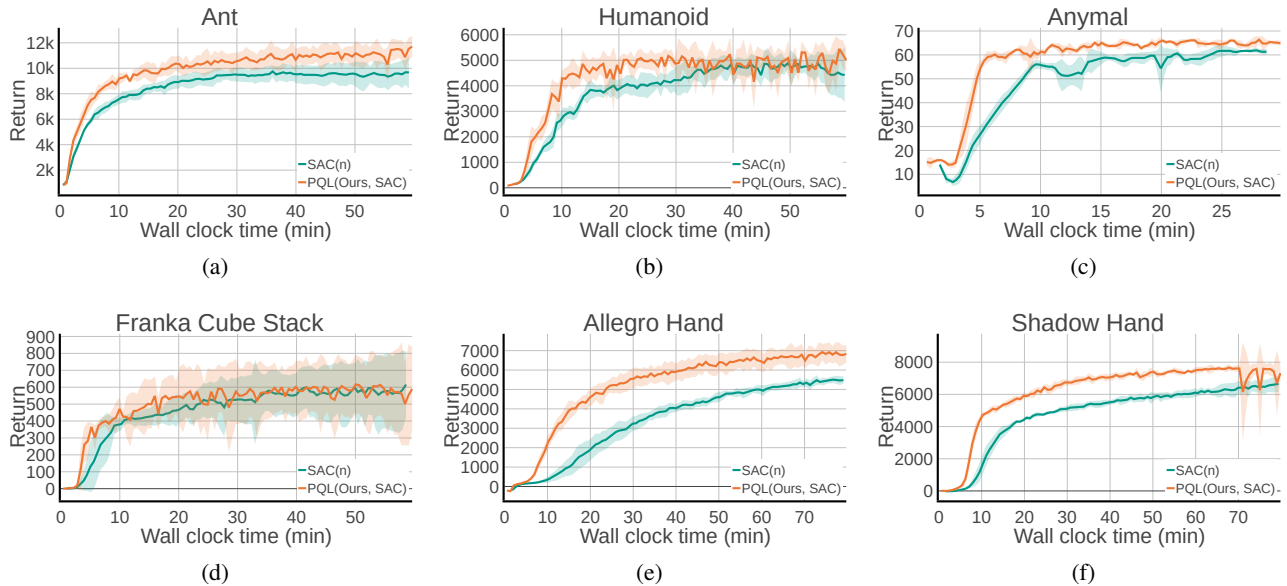 Ant
Return
12k
10k
8k
6k
4k
2k
SAC(n)
PQL(Ours, SAC)
0 10 20 30 40 50
Wall clock time (min)
(a)
Humanoid
Return
6000
5000
4000
3000
2000
1000
0
SAC(n)
PQL(Ours, SAC)
0 10 20 30 40 50
Wall clock time (min)
(b)
Anymal
Return
70
60
50
40
30
20
10
SAC(n)
PQL(Ours, SAC)
0 5 10 15 20 25
Wall clock time (min)
(c)
Franka Cube Stack
Return
900
800
700
600
500
400
300
200
100
0
SAC(n)
PQL(Ours, SAC)
0 10 20 30 40 50
Wall clock time (min)
(d)
Allegro Hand
Return
7000
6000
5000
4000
3000
2000
1000
0
SAC(n)
PQL(Ours, SAC)
0 10 20 30 40 50 60 70
Wall clock time (min)
(e)
Shadow Hand
Return
8000
6000
4000
2000
0
SAC(n)
PQL(Ours, SAC)
0 10 20 30 40 50 60 70
Wall clock time (min)
(f)